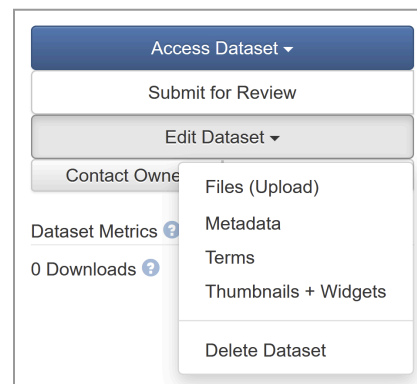 Access Dataset
Submit for Review
Edit Dataset
Contact Owne
Files (Upload)
Metadata
Terms
Thumbnails + Widgets
Delete Dataset
Dataset Metrics ?
0 Downloads ?